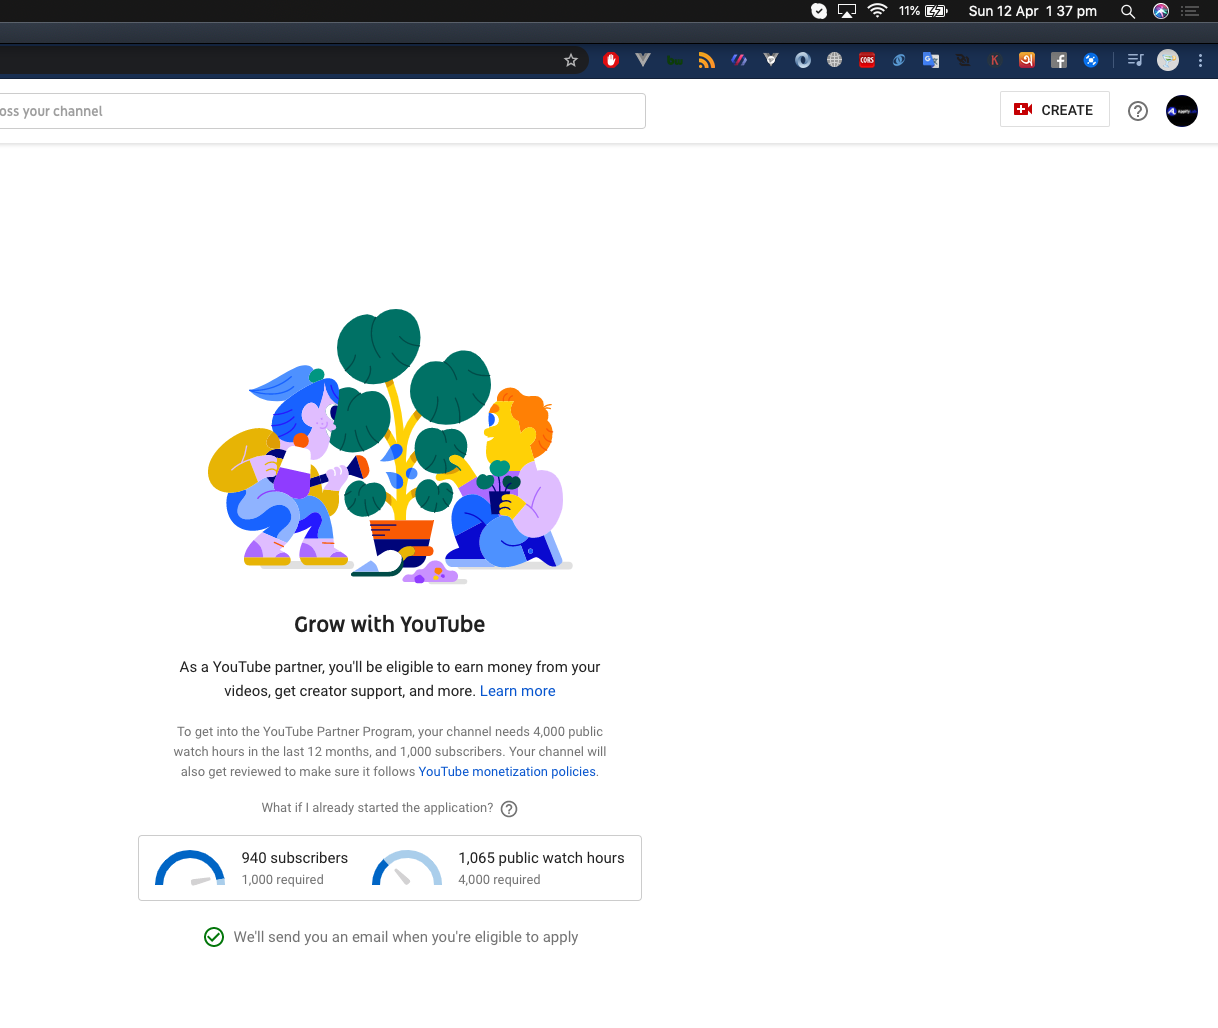 11%
Sun 12 Apr 1 37 pm
CORS
K
oss your channel
CREATE
Grow with YouTube
As a YouTube partner, you'll be eligible to earn money from your
videos, get creator support, and more. Learn more
To get into the YouTube Partner Program, your channel needs 4,000 public
watch hours in the last 12 months, and 1,000 subscribers. Your channel will
also get reviewed to make sure it follows YouTube monetization policies.
What if I already started the application?
940 subscribers
1,000 required
1,065 public watch hours
4,000 required
We'll send you an email when you're eligible to apply